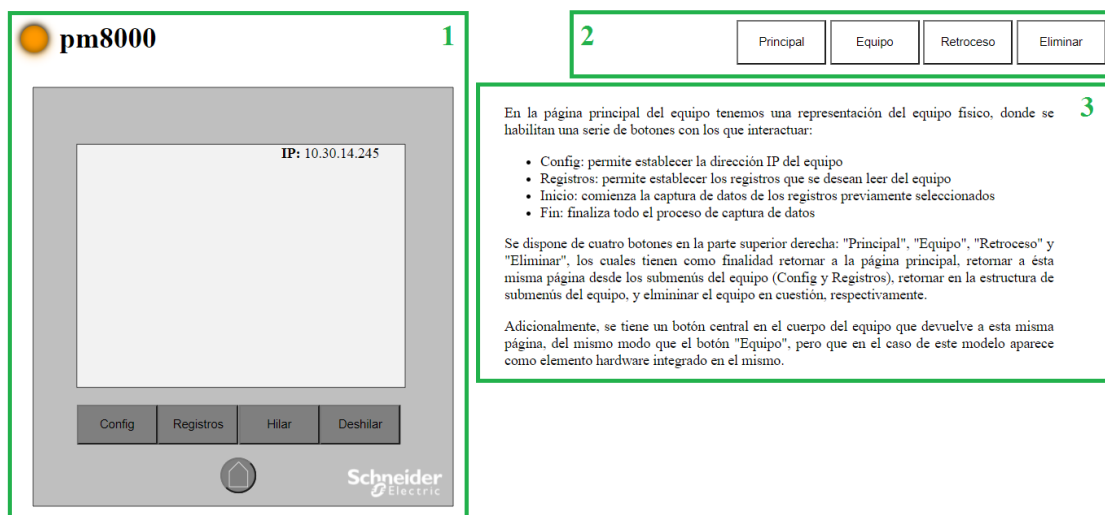 pm8000
1
IP: 10.30.14.245
Config
Registros
Hilar
Deshilar
Schneider
Electric
2
Principal
Equipo
Retroceso
Eliminar
3
En la página principal del equipo tenemos una representación del equipo fisico, donde se
habilitan una serie de botones con los que interactuar:
• Config: permite establecer la dirección IP del equipo
• Registros: permite establecer los registros que se desean leer del equipo
• Inicio: comienza la captura de datos de los registros previamente seleccionados
• Fin: finaliza todo el proceso de captura de datos
Se dispone de cuatro botones en la parte superior derecha: "Principal", "Equipo", "Retroceso" y
"Eliminar", los cuales tienen como finalidad retornar a la página principal, retornar a ésta
misma página desde los submenús del equipo (Config y Registros), retornar en la estructura de
submenús del equipo, y elmininar el equipo en cuestión, respectivamente.
Adicionalmente, se tiene un botón central en el cuerpo del equipo que devuelve a esta misma
página, del mismo modo que el botón "Equipo", pero que en el caso de este modelo aparece
como elemento hardware integrado en el mismo.